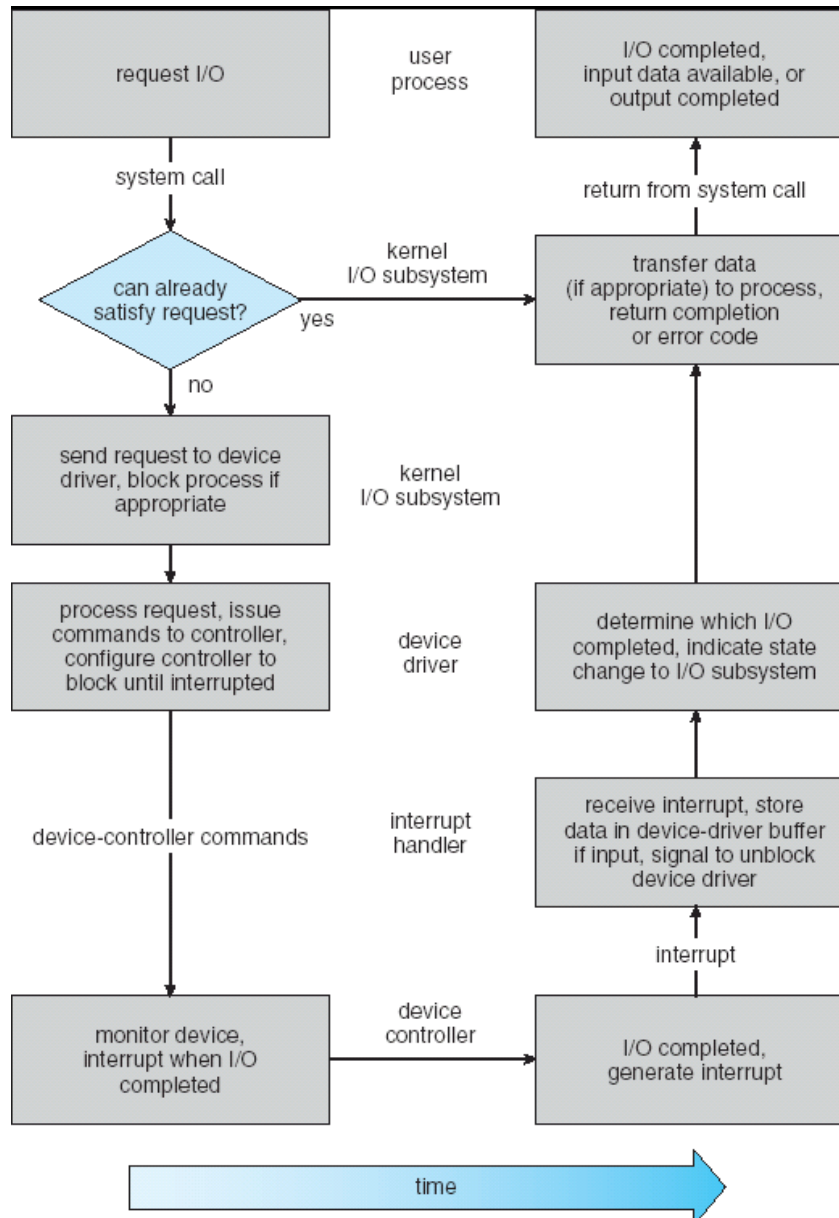 request I/O
user
process
I/O completed,
input data available, or
output completed
system call
return from system call
can already
satisfy request?
kernel
I/O subsystem
yes
transfer data
(if appropriate) to process,
return completion
or error code
no
send request to device
driver, block process if
appropriate
kernel
I/O subsystem
process request, issue
commands to controller,
configure controller to
block until interrupted
device
driver
determine which I/O
completed, indicate state
change to I/O subsystem
device-controller commands
interrupt
handler
receive interrupt, store
data in device-driver buffer
if input, signal to unblock
device driver
interrupt
monitor device,
interrupt when I/O
completed
device
controller
I/O completed,
generate interrupt
time